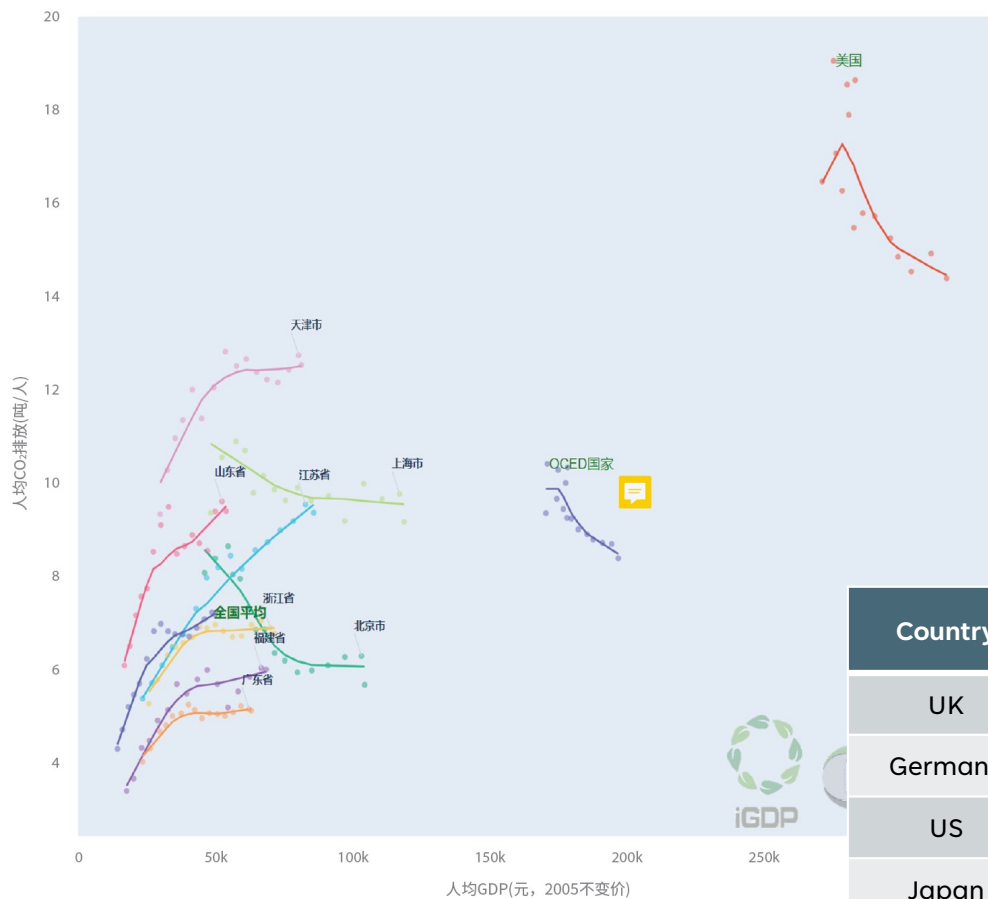 20
18
16
14
12
10
8
6
4
人均CO₂排放(吨/人)
美国
天津市
山东省
江苏省
上海市
OCED国家
浙江省
全国平均
福建省
北京市
广东省
iGDP
0
50k
100k
150k
200k
250k
人均GDP(元，2005不变价)
Country
UK
German
US
Japan